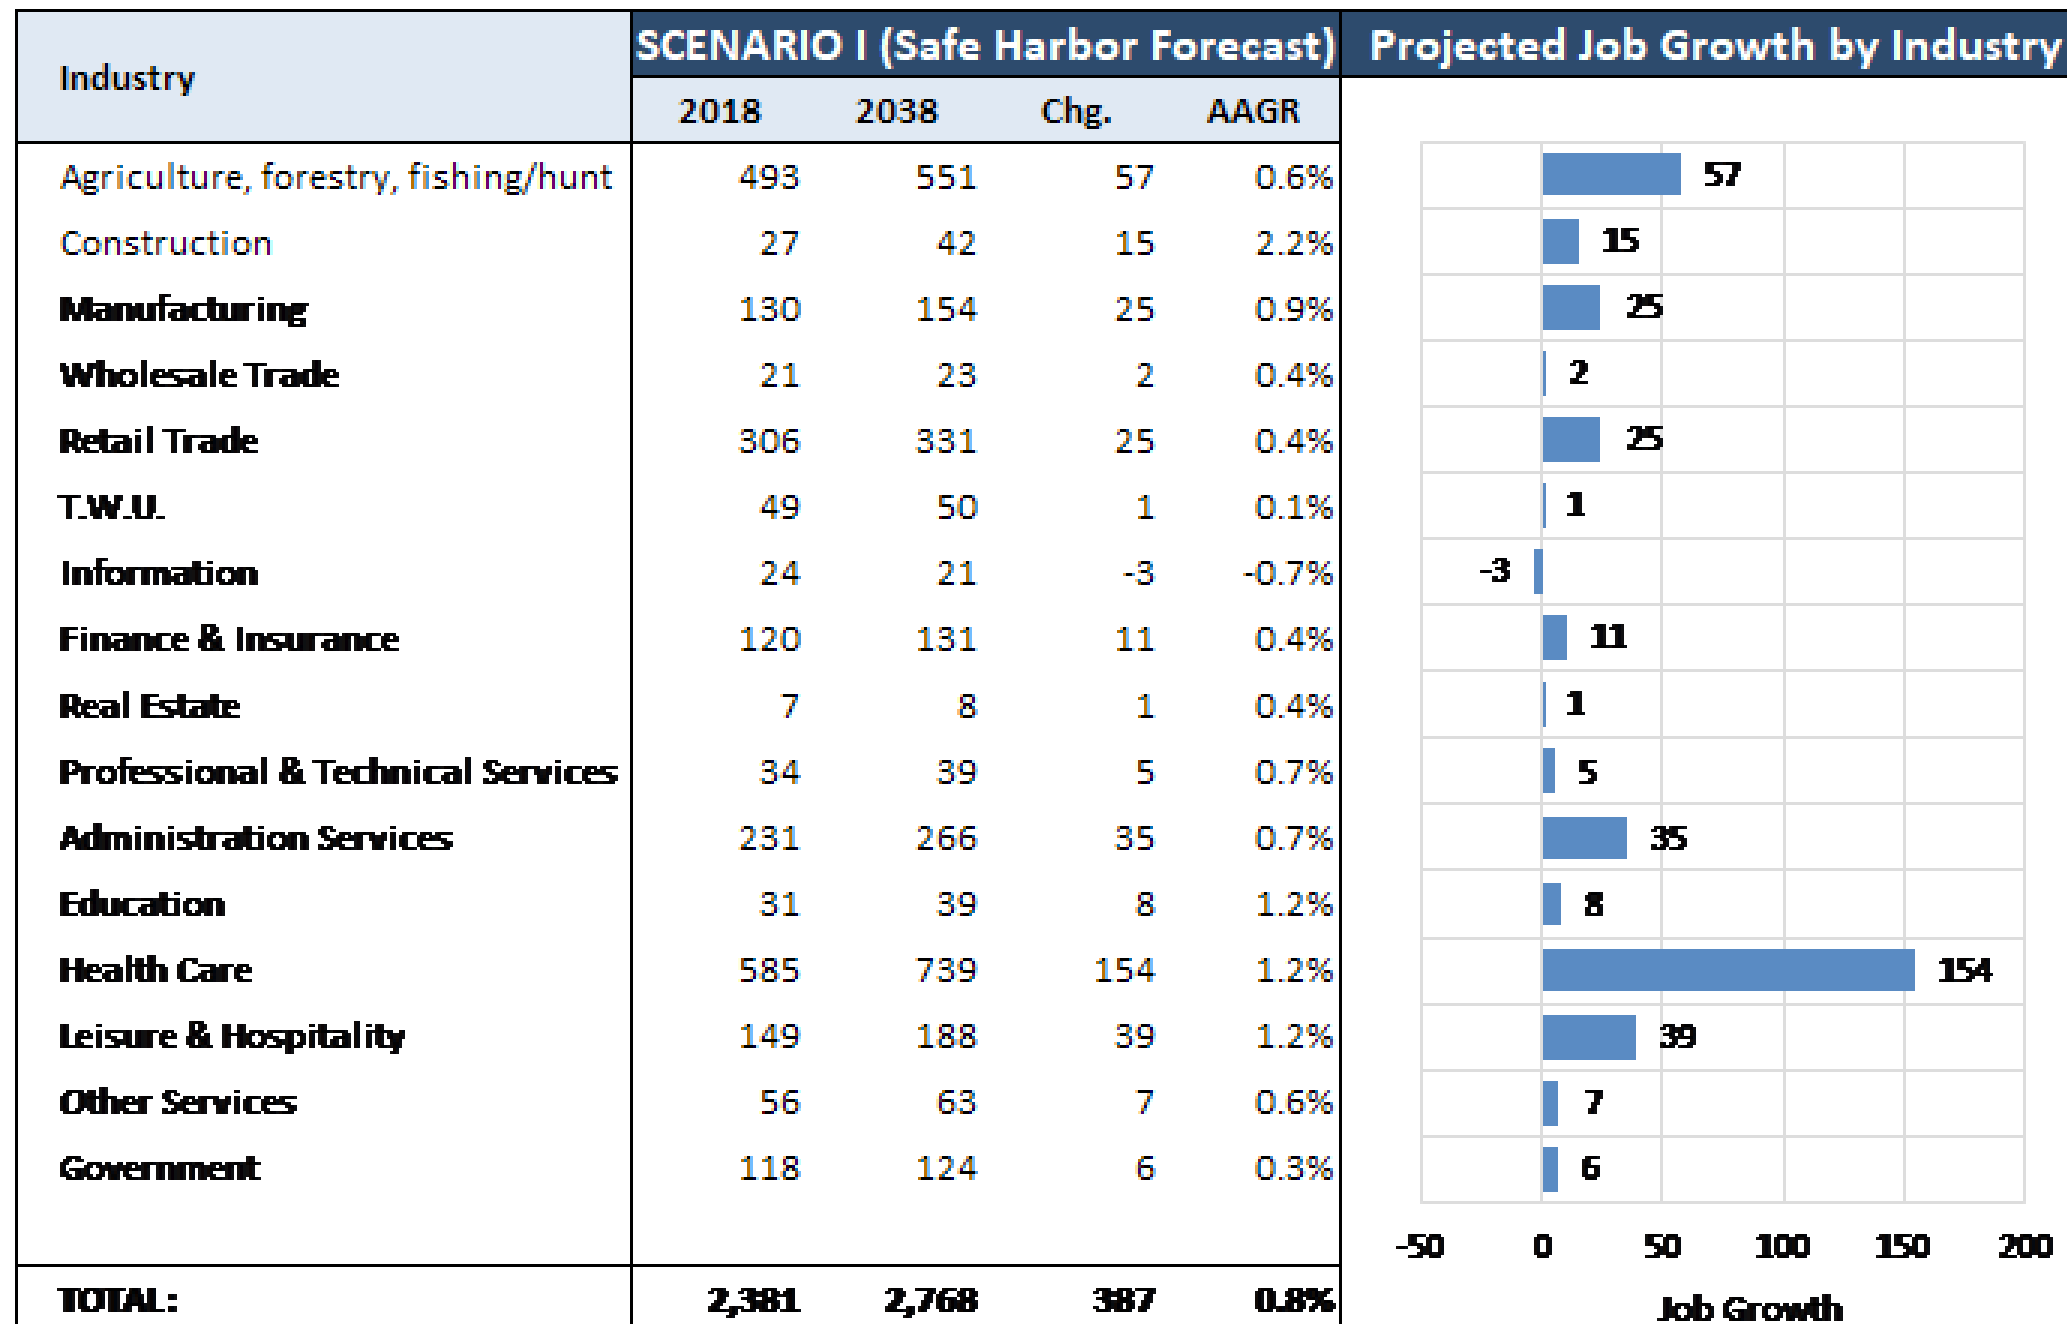 Industry SCENARIO I (Safe Harbor Forecast) Projected Job Growth by Industry
2018 2038 Chg. AAGR
Agriculture, forestry, fishing/hunt 493 551 57 0.6% 57
Construction 27 42 15 2.2% 15
Manufacturing 130 154 25 0.9% 25
Wholesale Trade 21 23 2 0.4% 2
Retail Trade 306 331 25 0.4% 25
T.W.U. 49 50 1 0.1% 1
Information 24 21 -3 -0.7% -3
Finance & Insurance 120 131 11 0.4% 11
Real Estate 7 8 1 0.4% 1
Professional & Technical Services 34 39 5 0.7% 5
Administration Services 231 266 35 0.7% 35
Education 31 39 8 1.2% 8
Health Care 585 739 154 1.2% 154
Leisure & Hospitality 149 188 39 1.2% 39
Other Services 56 63 7 0.6% 7
Government 118 124 6 0.3% 6
-50 0 50 100 150 200
TOTAL: 2,381 2,768 387 0.8% Job Growth